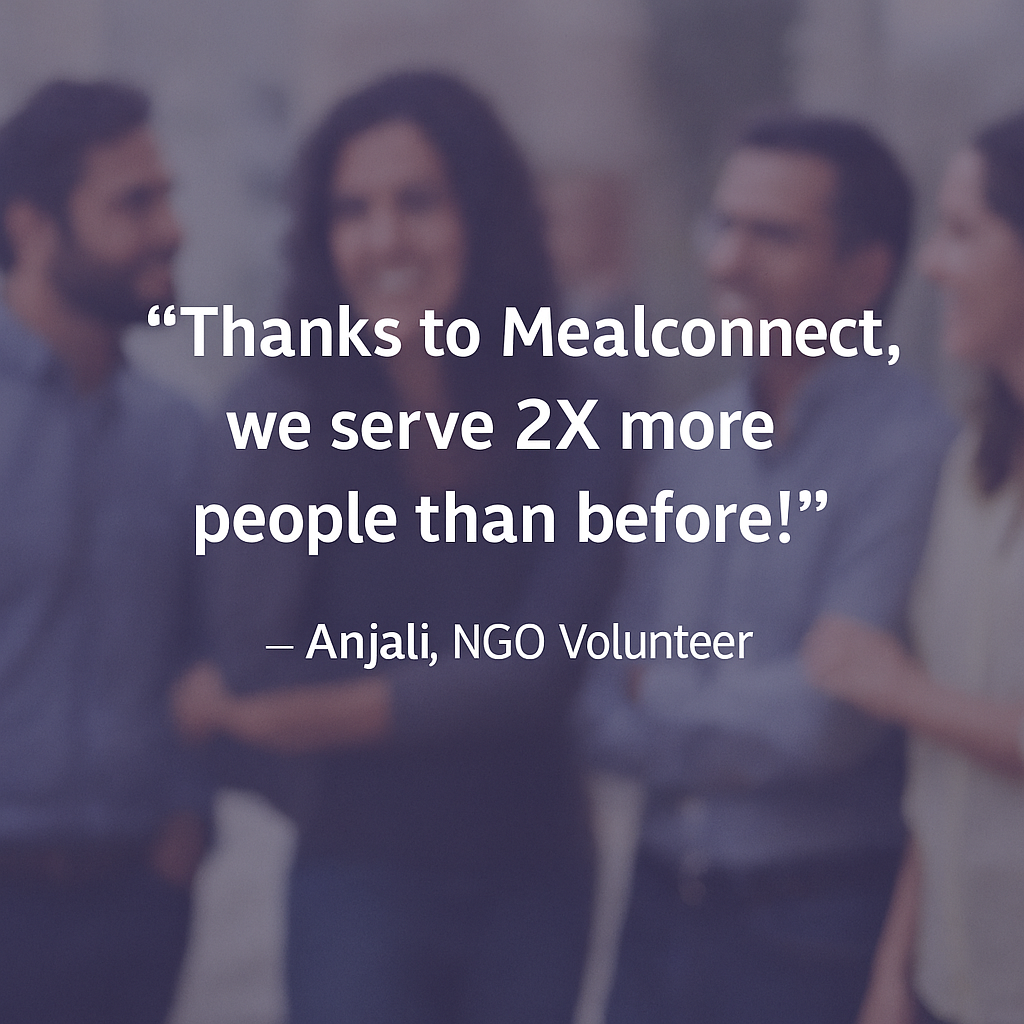 “Thanks to Mealconnect,
we serve 2X more
people than before!”
– Anjali, NGO Volunteer